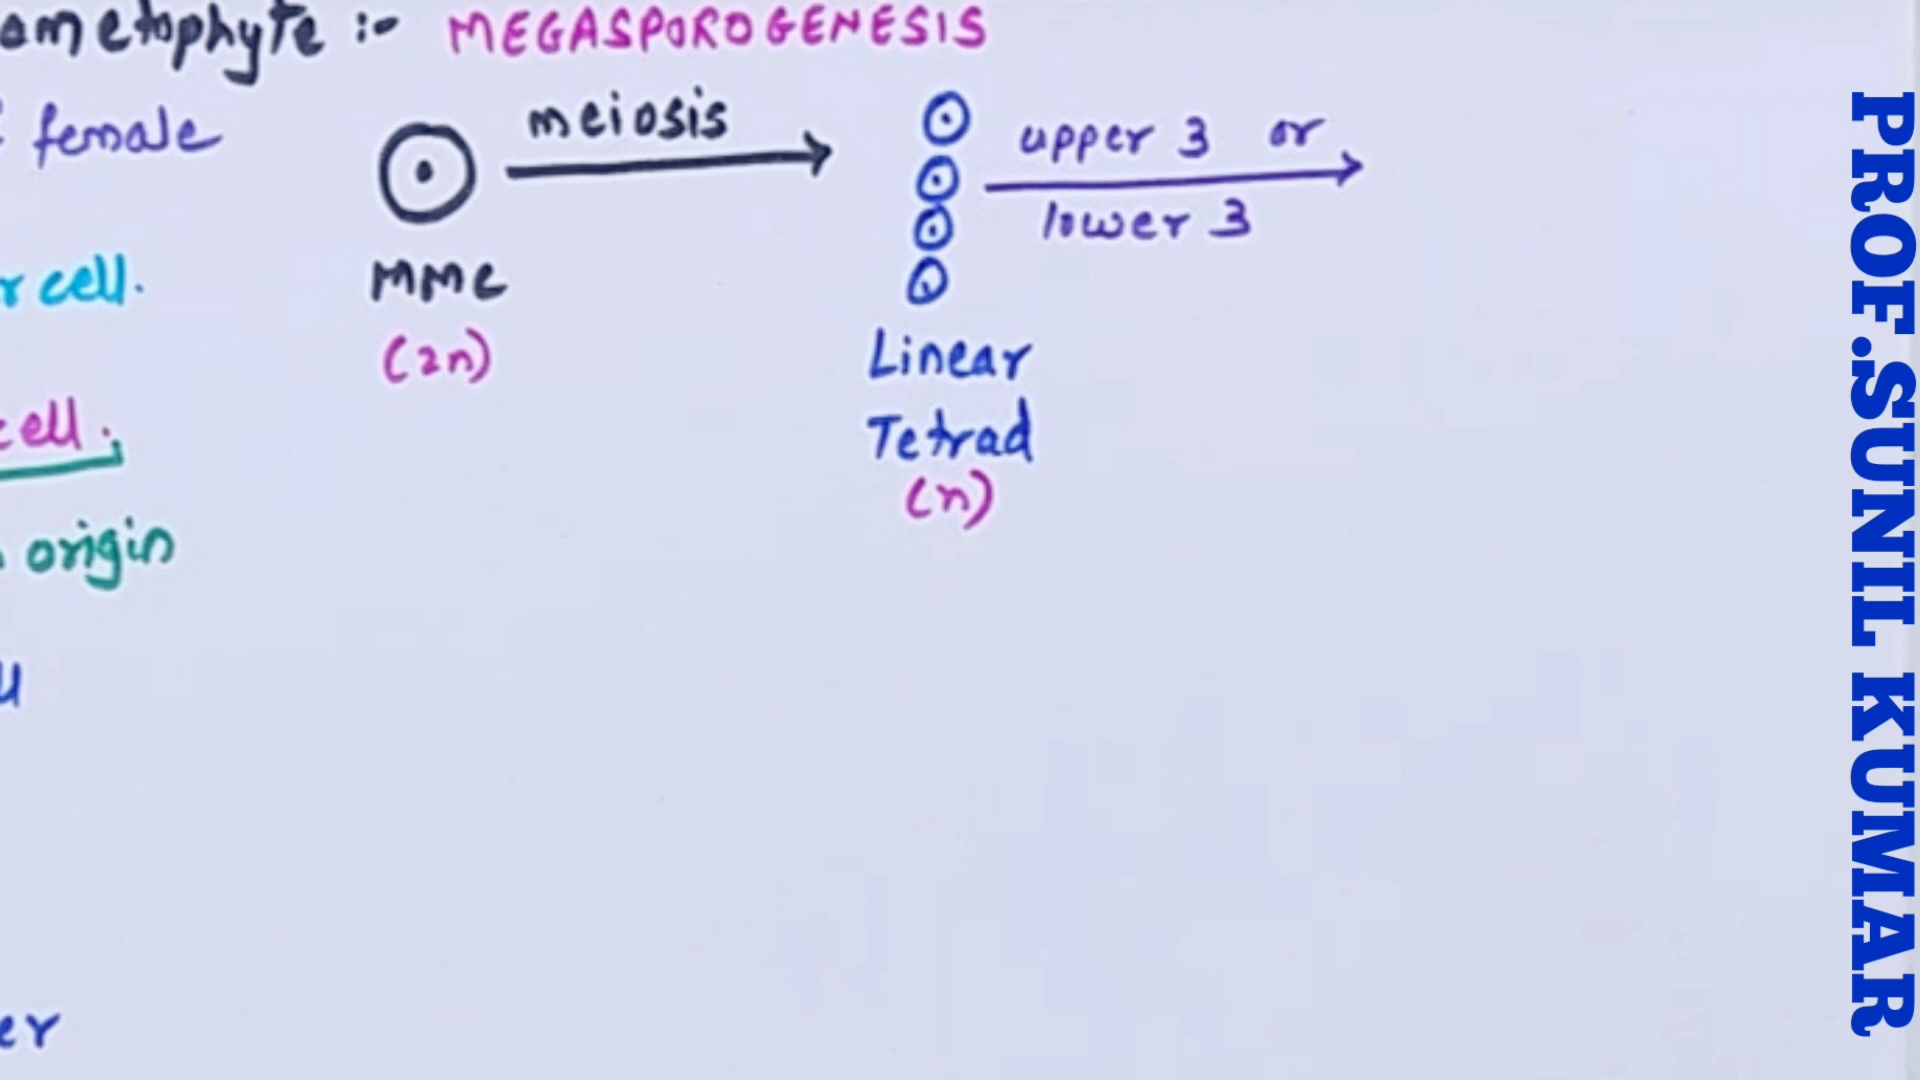 ametophyte :- MEGASPOROGENESIS
female
meiosis
upper 3 or
lower 3
r cell.
MMC
(2n)
Linear
Tetrad
(n)
cell.
origin
er
PROF.SUNIL KUMAR